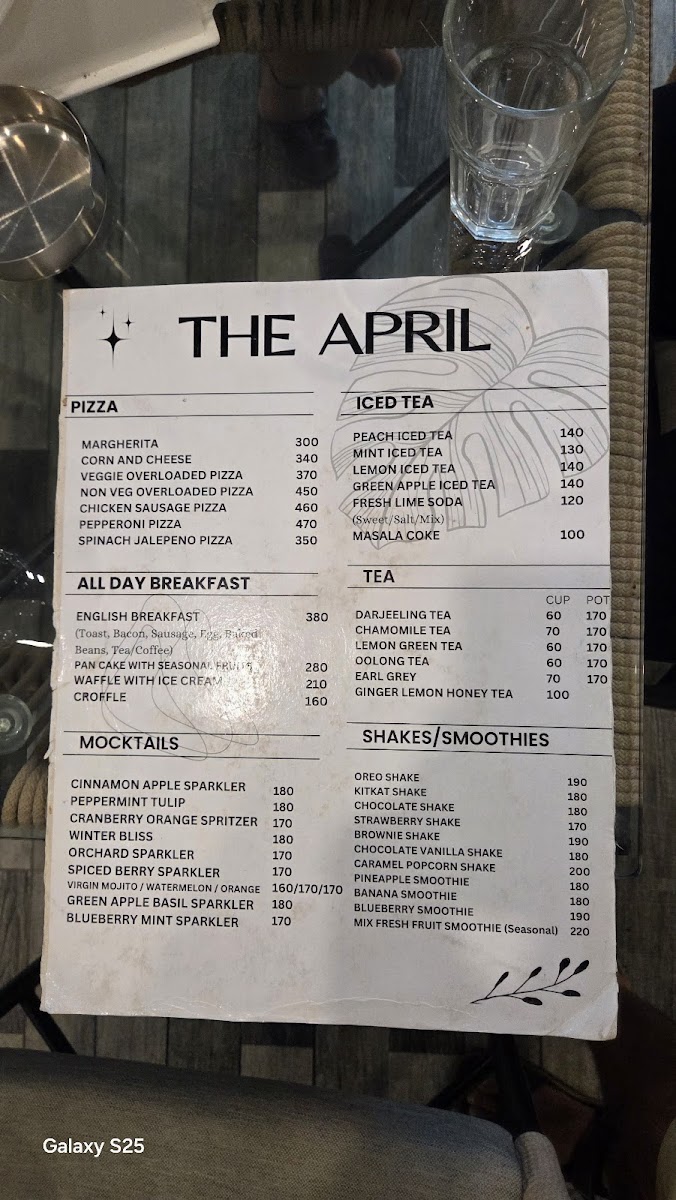 THE APRIL
PIZZA
MARGHERITA 300
CORN AND CHEESE 340
VEGGIE OVERLOADED PIZZA 370
NON VEG OVERLOADED PIZZA 450
CHICKEN SAUSAGE PIZZA 460
PEPPERONI PIZZA 470
SPINACH JALEPENO PIZZA 350
ALL DAY BREAKFAST
ENGLISH BREAKFAST 380
(Toast, Bacon, Sausage, Egg, Baked
Beans, Tea/Coffee)
PAN CAKE WITH SEASONAL FRUITS 280
WAFFLE WITH ICE CREAM 210
CROFFLE 160
MOCKTAILS
CINNAMON APPLE SPARKLER 180
PEPPERMINT TULIP 180
CRANBERRY ORANGE SPRITZER 170
WINTER BLISS 180
ORCHARD SPARKLER 170
SPICED BERRY SPARKLER 170
VIRGIN MOJITO / WATERMELON / ORANGE 160/170/170
GREEN APPLE BASIL SPARKLER 180
BLUEBERRY MINT SPARKLER 170
ICED TEA
PEACH ICED TEA 140
MINT ICED TEA 130
LEMON ICED TEA 140
GREEN APPLE ICED TEA 140
FRESH LIME SODA 120
(Sweet/Salt/Mix)
MASALA COKE 100
TEA
CUP POT
DARJEELING TEA 60 170
CHAMOMILE TEA 70 170
LEMON GREEN TEA 60 170
OOLONG TEA 60 170
EARL GREY 70 170
GINGER LEMON HONEY TEA 100
SHAKES/SMOOTHIES
OREO SHAKE 190
KITKAT SHAKE 180
CHOCOLATE SHAKE 180
STRAWBERRY SHAKE 170
BROWNIE SHAKE 190
CHOCOLATE VANILLA SHAKE 180
CARAMEL POPCORN SHAKE 200
PINEAPPLE SMOOTHIE 180
BANANA SMOOTHIE 180
BLUEBERRY SMOOTHIE 190
MIX FRESH FRUIT SMOOTHIE (Seasonal) 220
Galaxy S25